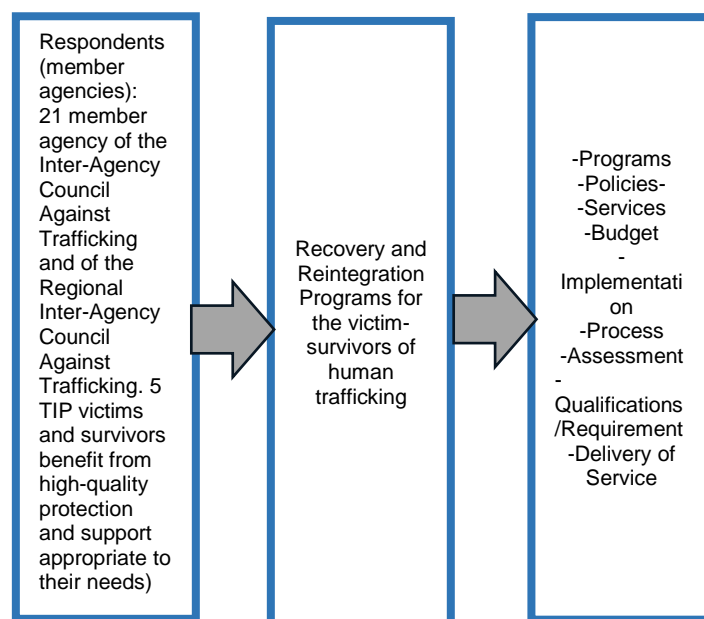 Respondents
(member
agencies):
21 member
agency of the
Inter-Agency
Council
Against
Trafficking
and of the
Regional
Inter-Agency
Council
Against
Trafficking. 5
TIP victims
and survivors
benefit from
high-quality
protection
and support
appropriate to
their needs)
Recovery and
Reintegration
Programs for
the victim-
survivors of
human
trafficking
-Programs
-Policies-
-Services
-Budget
-
Implementati
on
-Process
-Assessment
-
Qualifications
/Requirement
-Delivery of
Service